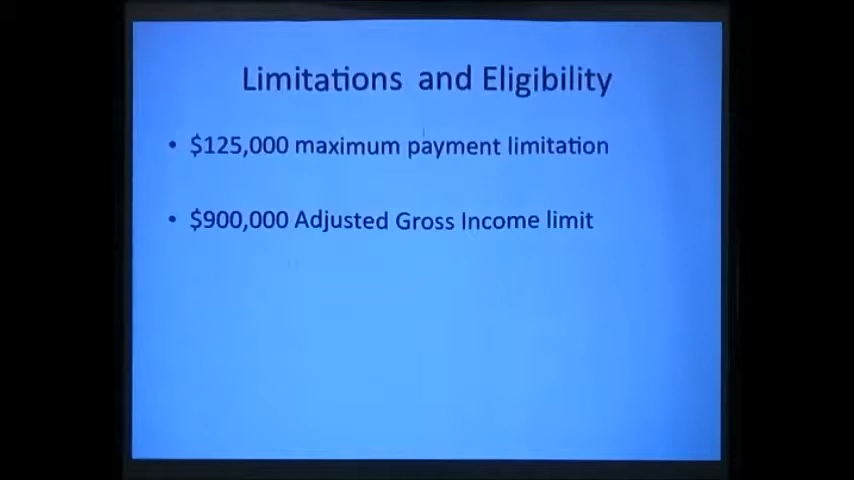 Limitations and Eligibility
• $125,000 maximum payment limitation
• $900,000 Adjusted Gross Income limit